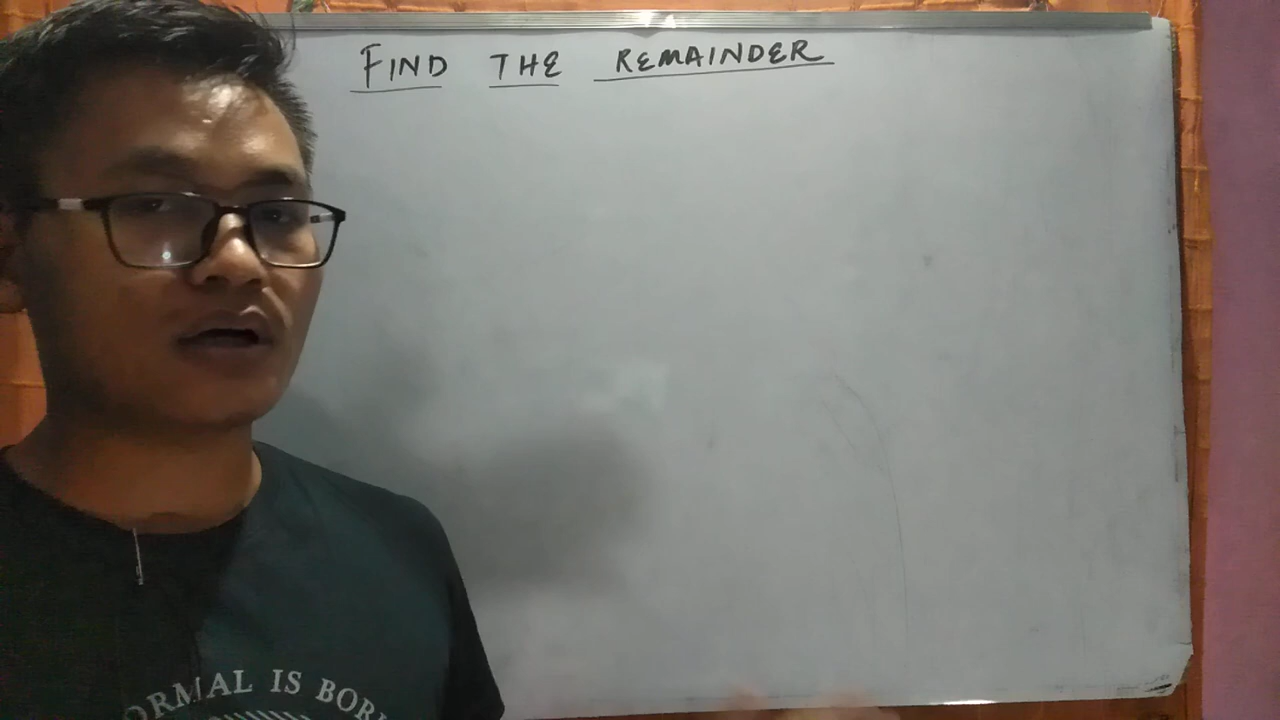 FIND THE REMAINDER
ORMAL IS BOR